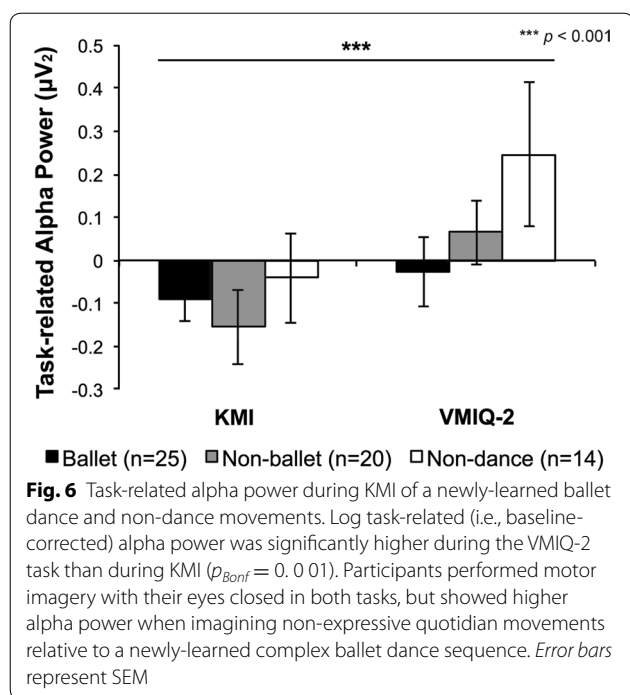 0.5
*** p < 0.001
***
0.4
0.3
0.2
0.1
0
-0.1
-0.2
-0.3
Task-related Alpha Power (µV2)
KMI VMIQ-2
■ Ballet (n=25) ■ Non-ballet (n=20) □ Non-dance (n=14)
Fig. 6 Task-related alpha power during KMI of a newly-learned ballet
dance and non-dance movements. Log task-related (i.e., baseline-
corrected) alpha power was significantly higher during the VMIQ-2
task than during KMI (pBonf = 0. 0 01). Participants performed motor
imagery with their eyes closed in both tasks, but showed higher
alpha power when imagining non-expressive quotidian movements
relative to a newly-learned complex ballet dance sequence. Error bars
represent SEM